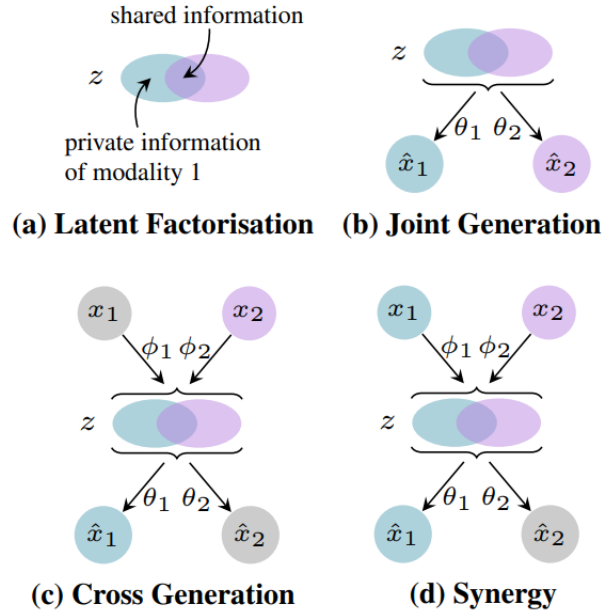 shared information
z
private information
of modality 1
(a) Latent Factorisation
z
θ₁ θ₂
x̂₁
x̂₂
(b) Joint Generation
x₁
x₂
ϕ₁ ϕ₂
z
θ₁ θ₂
x̂₁
x̂₂
(c) Cross Generation
x₁
x₂
ϕ₁ ϕ₂
z
θ₁ θ₂
x̂₁
x̂₂
(d) Synergy